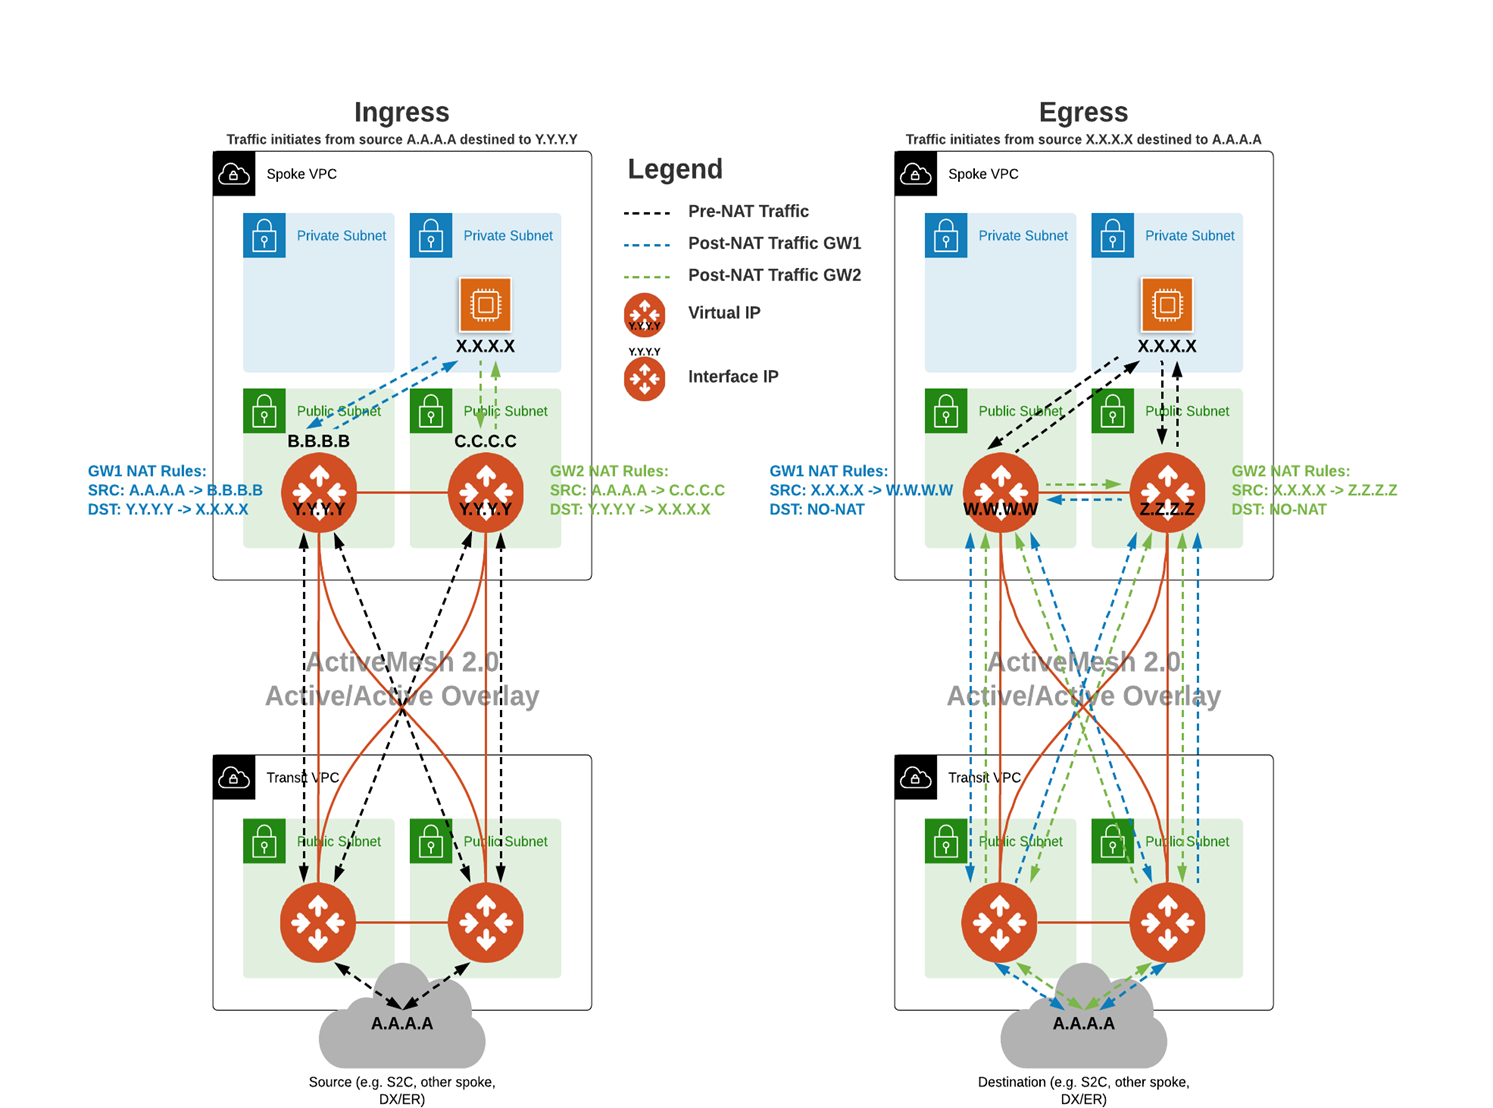 Ingress
Traffic initiates from source A.A.A.A destined to Y.Y.Y.Y
Spoke VPC
Private Subnet
Private Subnet
X.X.X.X
Public Subnet
Public Subnet
B.B.B.B
C.C.C.C
GW1 NAT Rules:
SRC: A.A.A.A -> B.B.B.B
DST: Y.Y.Y.Y -> X.X.X.X
Y.Y.Y.Y
Y.Y.Y.Y
GW2 NAT Rules:
SRC: A.A.A.A -> C.C.C.C
DST: Y.Y.Y.Y -> X.X.X.X
ActiveMesh 2.0
Active/Active Overlay
Transit VPC
Public Subnet
Public Subnet
A.A.A.A
Source (e.g. S2C, other spoke,
DX/ER)
Legend
Pre-NAT Traffic
Post-NAT Traffic GW1
Post-NAT Traffic GW2
Y.Y.Y.Y
Virtual IP
Y.Y.Y.Y
Interface IP
Egress
Traffic initiates from source X.X.X.X destined to A.A.A.A
Spoke VPC
Private Subnet
Private Subnet
X.X.X.X
Public Subnet
Public Subnet
GW1 NAT Rules:
SRC: X.X.X.X -> W.W.W.W
DST: NO-NAT
W.W.W.W
Z.Z.Z.Z
GW2 NAT Rules:
SRC: X.X.X.X -> Z.Z.Z.Z
DST: NO-NAT
ActiveMesh 2.0
Active/Active Overlay
Transit VPC
Public Subnet
Public Subnet
A.A.A.A
Destination (e.g. S2C, other spoke,
DX/ER)